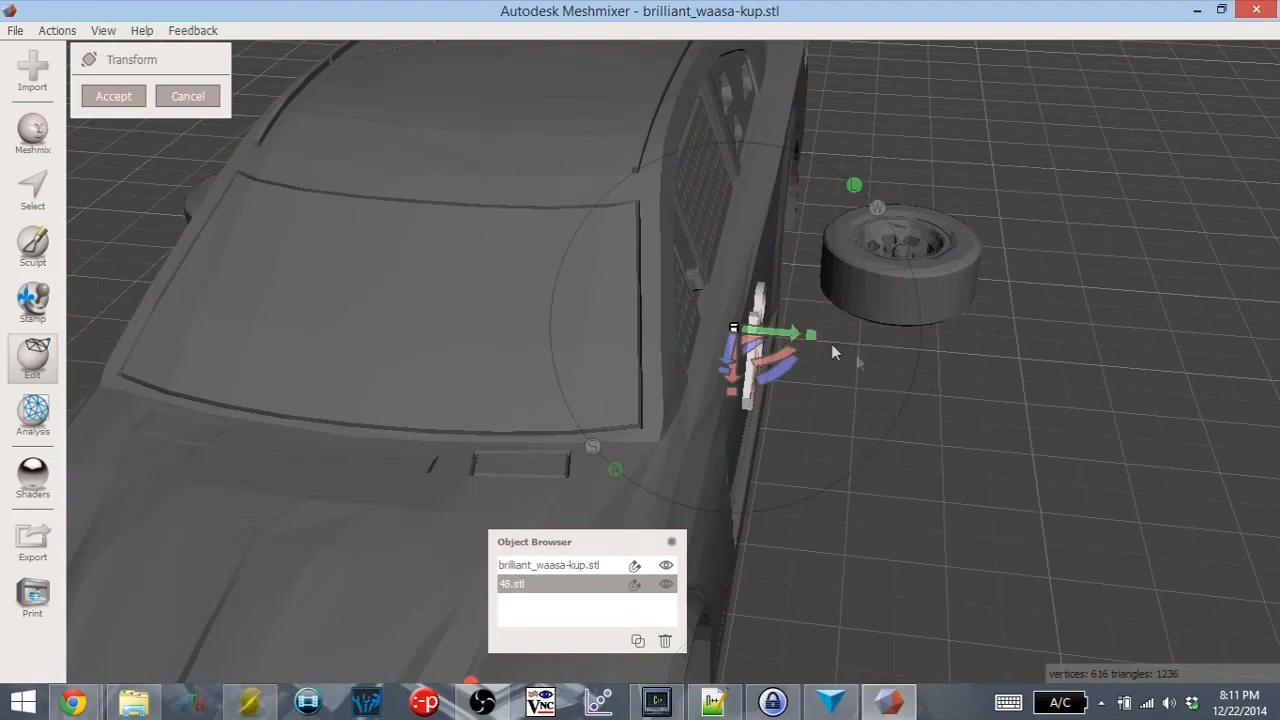 Autodesk Meshmixer - brilliant_waasa-kup.stl
File Actions View Help Feedback
Transform
Accept Cancel
Import
Meshmix
Select
Sculpt
Stamp
Edit
Analysis
Shaders
Export
Print
L
W
S
A
Object Browser
brilliant_waasa-kup.stl
48.stl
vertices: 616 triangles: 1236
VNC
A/C
8:11 PM
12/22/2014